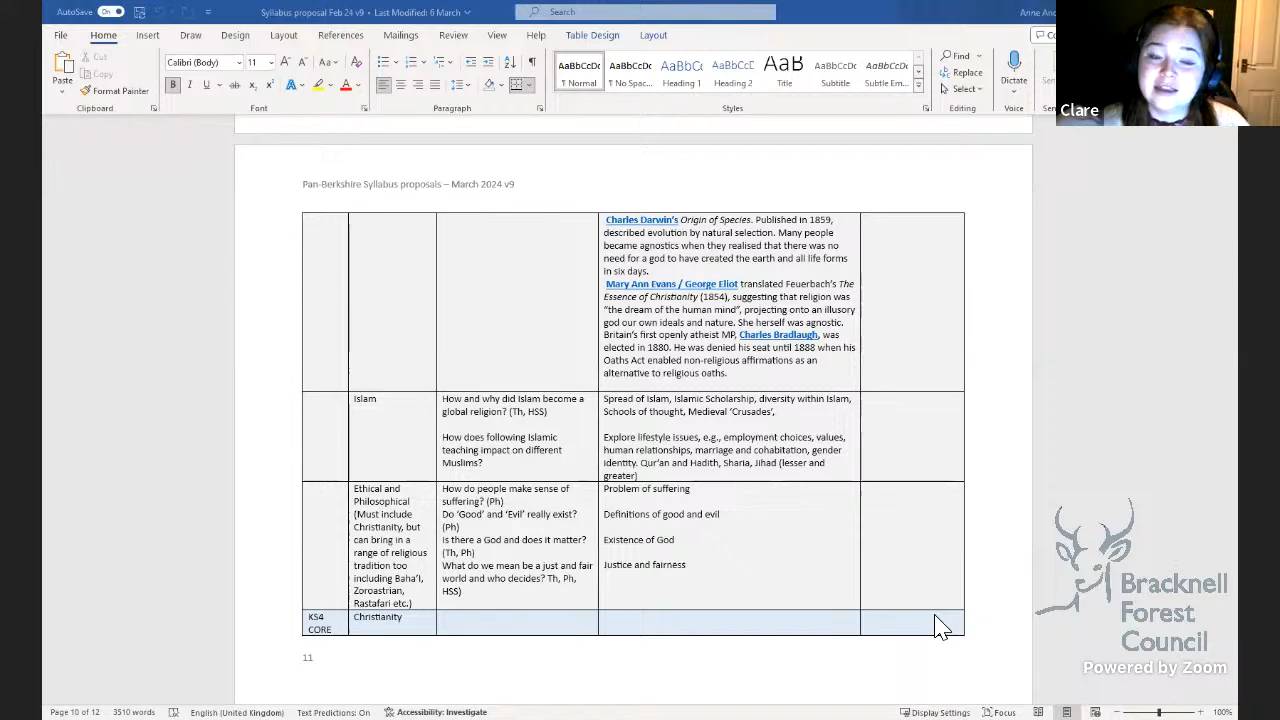 AutoSave
On
Syllabus proposal Feb 24 v9 • Last Modified: 6 March
Search
File Home Insert Draw Design Layout References Mailings Review View Help Table Design Layout
Paste
Cut
Copy
Format Painter
Clipboard
Calibri (Body) 11
Font
Paragraph
AaBbCcDc AaBbCcDc AaBbCc AaBbCcD AaB AaBbCcD AaBbCcDc
¶ Normal ¶ No Spac... Heading 1 Heading 2 Title Subtitle Subtle Em...
Styles
Find
Replace
Select
Editing
Dictate
Voice
Clare
Pan-Berkshire Syllabus proposals – March 2024 v9
Charles Darwin's Origin of Species. Published in 1859,
described evolution by natural selection. Many people
became agnostics when they realised that there was no
need for a god to have created the earth and all life forms
in six days.
Mary Ann Evans / George Eliot translated Feuerbach's The
Essence of Christianity (1854), suggesting that religion was
"the dream of the human mind", projecting onto an illusory
god our own ideals and nature. She herself was agnostic.
Britain's first openly atheist MP, Charles Bradlaugh, was
elected in 1880. He was denied his seat until 1888 when his
Oaths Act enabled non-religious affirmations as an
alternative to religious oaths.
Islam
How and why did Islam become a
global religion? (Th, HSS)
How does following Islamic
teaching impact on different
Muslims?
Spread of Islam, Islamic Scholarship, diversity within Islam,
Schools of thought, Medieval 'Crusades',
Explore lifestyle issues, e.g., employment choices, values,
human relationships, marriage and cohabitation, gender
identity. Qur'an and Hadith, Sharia, Jihad (lesser and
greater)
Ethical and
Philosophical
(Must include
Christianity, but
can bring in a
range of religious
tradition too
including Baha'I,
Zoroastrian,
Rastafari etc.)
How do people make sense of
suffering? (Ph)
Do 'Good' and 'Evil' really exist?
(Ph)
Is there a God and does it matter?
(Th, Ph)
What do we mean be a just and fair
world and who decides? Th, Ph,
HSS)
Problem of suffering
Definitions of good and evil
Existence of God
Justice and fairness
KS4
CORE
Christianity
11
Bracknell
Forest
Council
Powered by Zoom
Page 10 of 12 3510 words English (United Kingdom) Text Predictions: On Accessibility: Investigate Display Settings Focus 100%